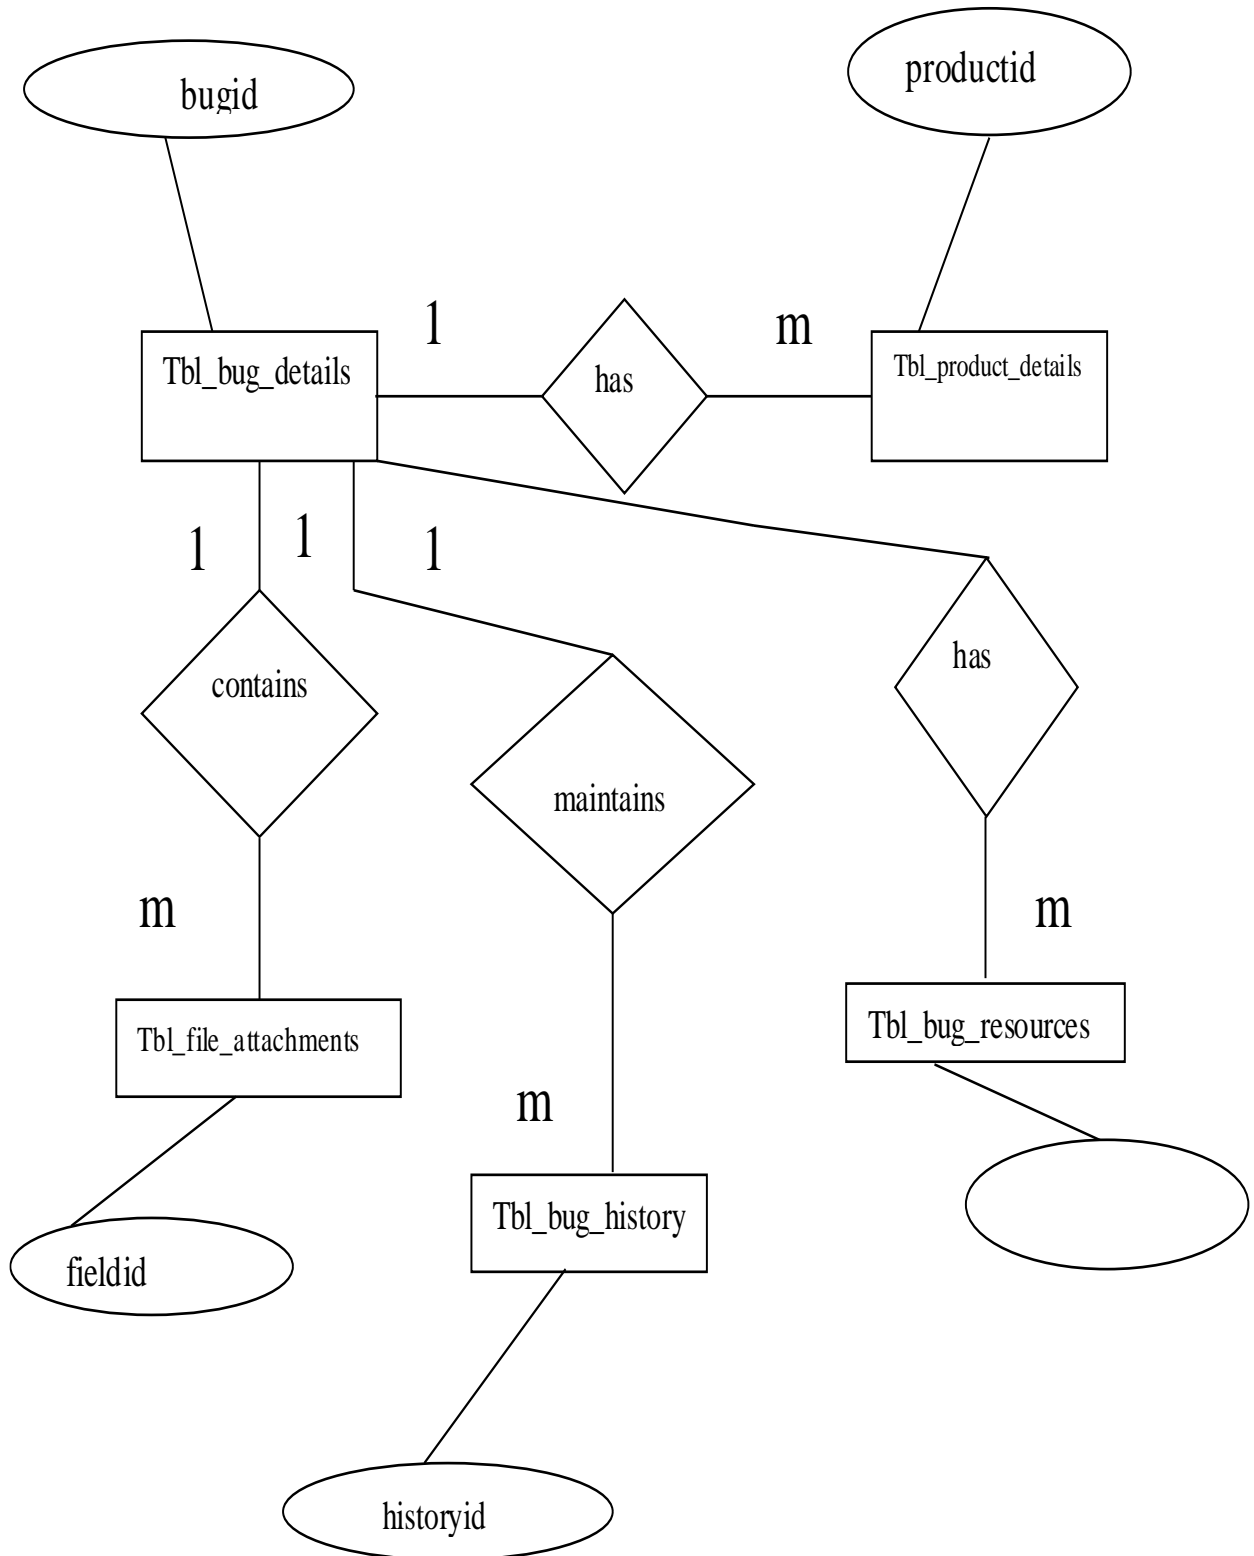 bugid
productid
1
m
Tbl_bug_details
has
Tbl_product_details
1
1
1
contains
has
maintains
m
m
Tbl_file_attachments
Tbl_bug_resources
m
Tbl_bug_history
fieldid
historyid